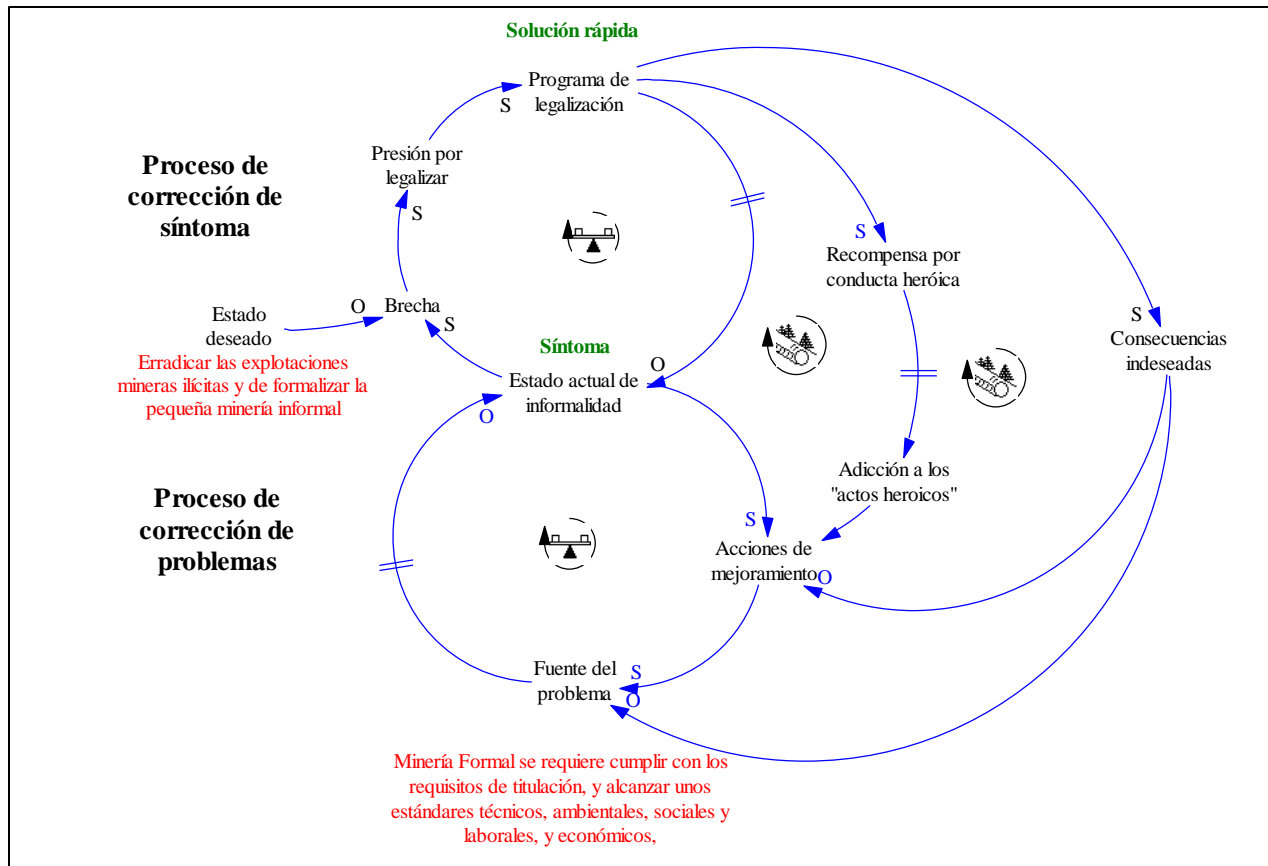 Solución rápida
Programa de
legalización
S
Presión por
legalizar
Proceso de
corrección de
síntoma
S
S
Recompensa por
conducta heróica
O
Brecha
S
Estado
deseado
Erradicar las explotaciones
mineras ilícitas y de formalizar la
pequeña minería informal
S
Consecuencias
indeseadas
Síntoma
O
Estado actual de
informalidad
O
Adicción a los
"actos heroicos"
Proceso de
corrección de
problemas
S
Acciones de
mejoramiento
O
Fuente del
problema
S
O
Minería Formal se requiere cumplir con los
requisitos de titulación, y alcanzar unos
estándares técnicos, ambientales, sociales y
laborales, y económicos,